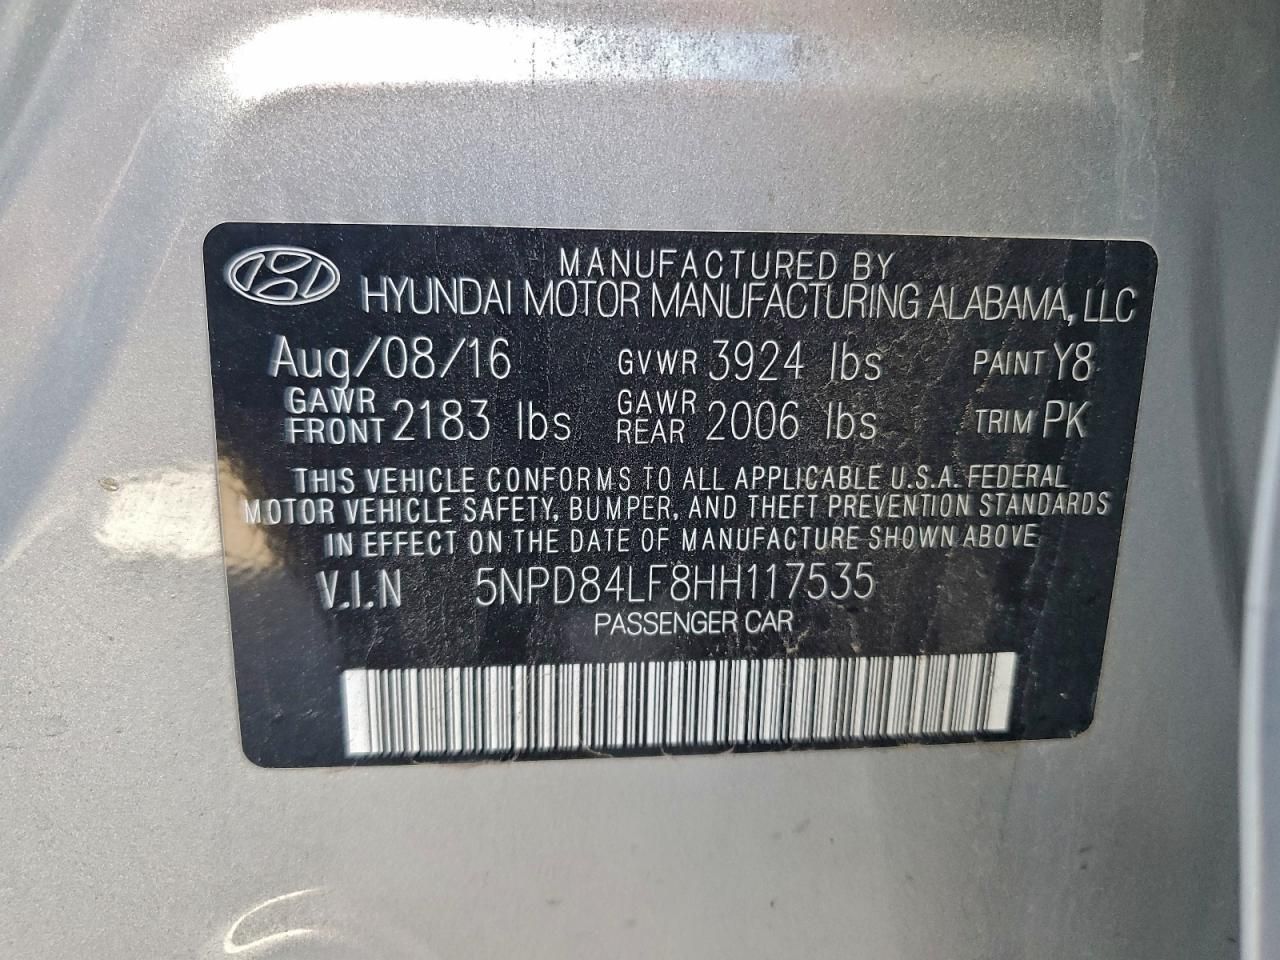 MANUFACTURED BY
HYUNDAI MOTOR MANUFACTURING ALABAMA, LLC
Aug/08/16 GVWR 3924 lbs PAINT Y8
GAWR FRONT 2183 lbs GAWR REAR 2006 lbs TRIM PK
THIS VEHICLE CONFORMS TO ALL APPLICABLE U.S.A. FEDERAL
MOTOR VEHICLE SAFETY, BUMPER, AND THEFT PREVENTION STANDARDS
IN EFFECT ON THE DATE OF MANUFACTURE SHOWN ABOVE
V.I.N 5NPD84LF8HH117535
PASSENGER CAR